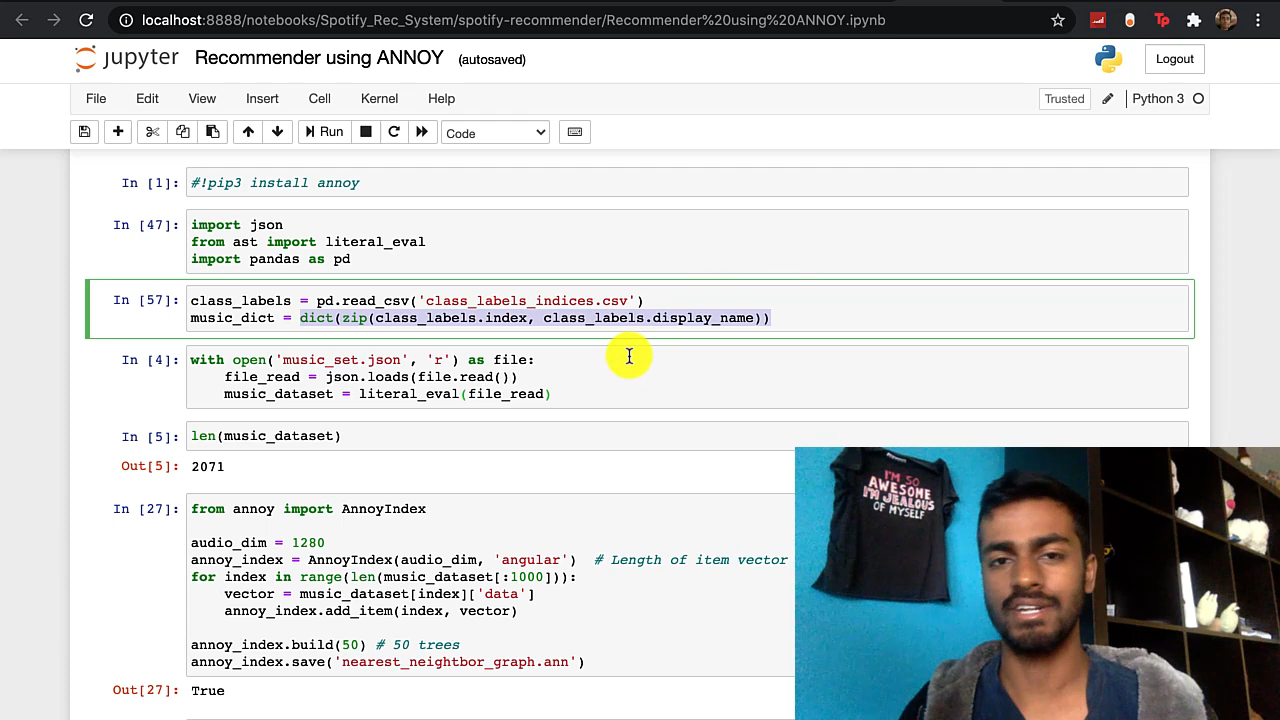 localhost:8888/notebooks/Spotify_Rec_System/spotify-recommender/Recommender%20using%20ANNOY.ipynb
Tp
jupyter Recommender using ANNOY (autosaved)
Logout
File Edit View Insert Cell Kernel Help
Trusted Python 3
Run Code
In [1]: #!pip3 install annoy
In [47]: import json
from ast import literal_eval
import pandas as pd
In [57]: class_labels = pd.read_csv('class_labels_indices.csv')
music_dict = dict(zip(class_labels.index, class_labels.display_name))
In [4]: with open('music_set.json', 'r') as file:
file_read = json.loads(file.read())
music_dataset = literal_eval(file_read)
In [5]: len(music_dataset)
Out[5]: 2071
In [27]: from annoy import AnnoyIndex
audio_dim = 1280
annoy_index = AnnoyIndex(audio_dim, 'angular') # Length of item vector
for index in range(len(music_dataset[:1000])):
vector = music_dataset[index]['data']
annoy_index.add_item(index, vector)
annoy_index.build(50) # 50 trees
annoy_index.save('nearest_neightbor_graph.ann')
Out[27]: True
I'M SO
AWESOME
I'M JEALOUS
OF MYSELF